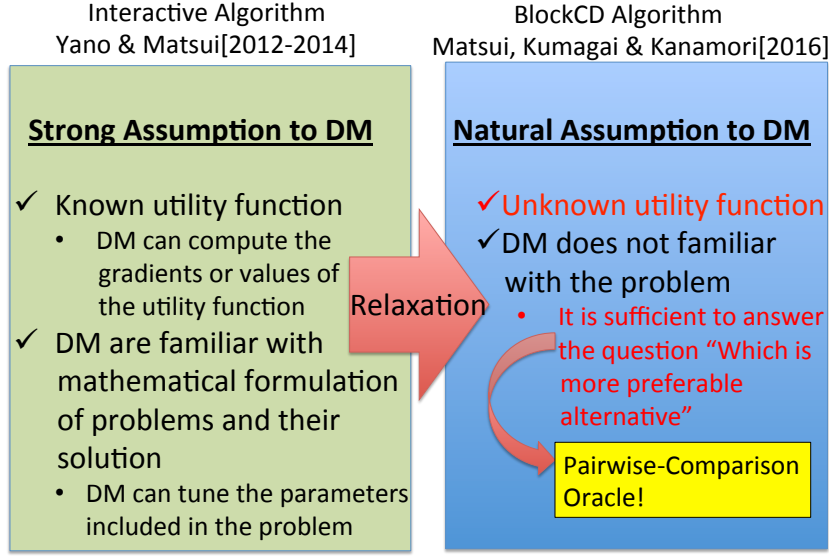 Interactive Algorithm
Yano & Matsui[2012-2014]
Strong Assumption to DM
✓ Known utility function
• DM can compute the
gradients or values of
the utility function
✓ DM are familiar with
mathematical formulation
of problems and their
solution
• DM can tune the parameters
included in the problem
Relaxation
BlockCD Algorithm
Matsui, Kumagai & Kanamori[2016]
Natural Assumption to DM
✓Unknown utility function
✓DM does not familiar
with the problem
• It is sufficient to answer
the question “Which is
more preferable
alternative”
Pairwise-Comparison
Oracle!